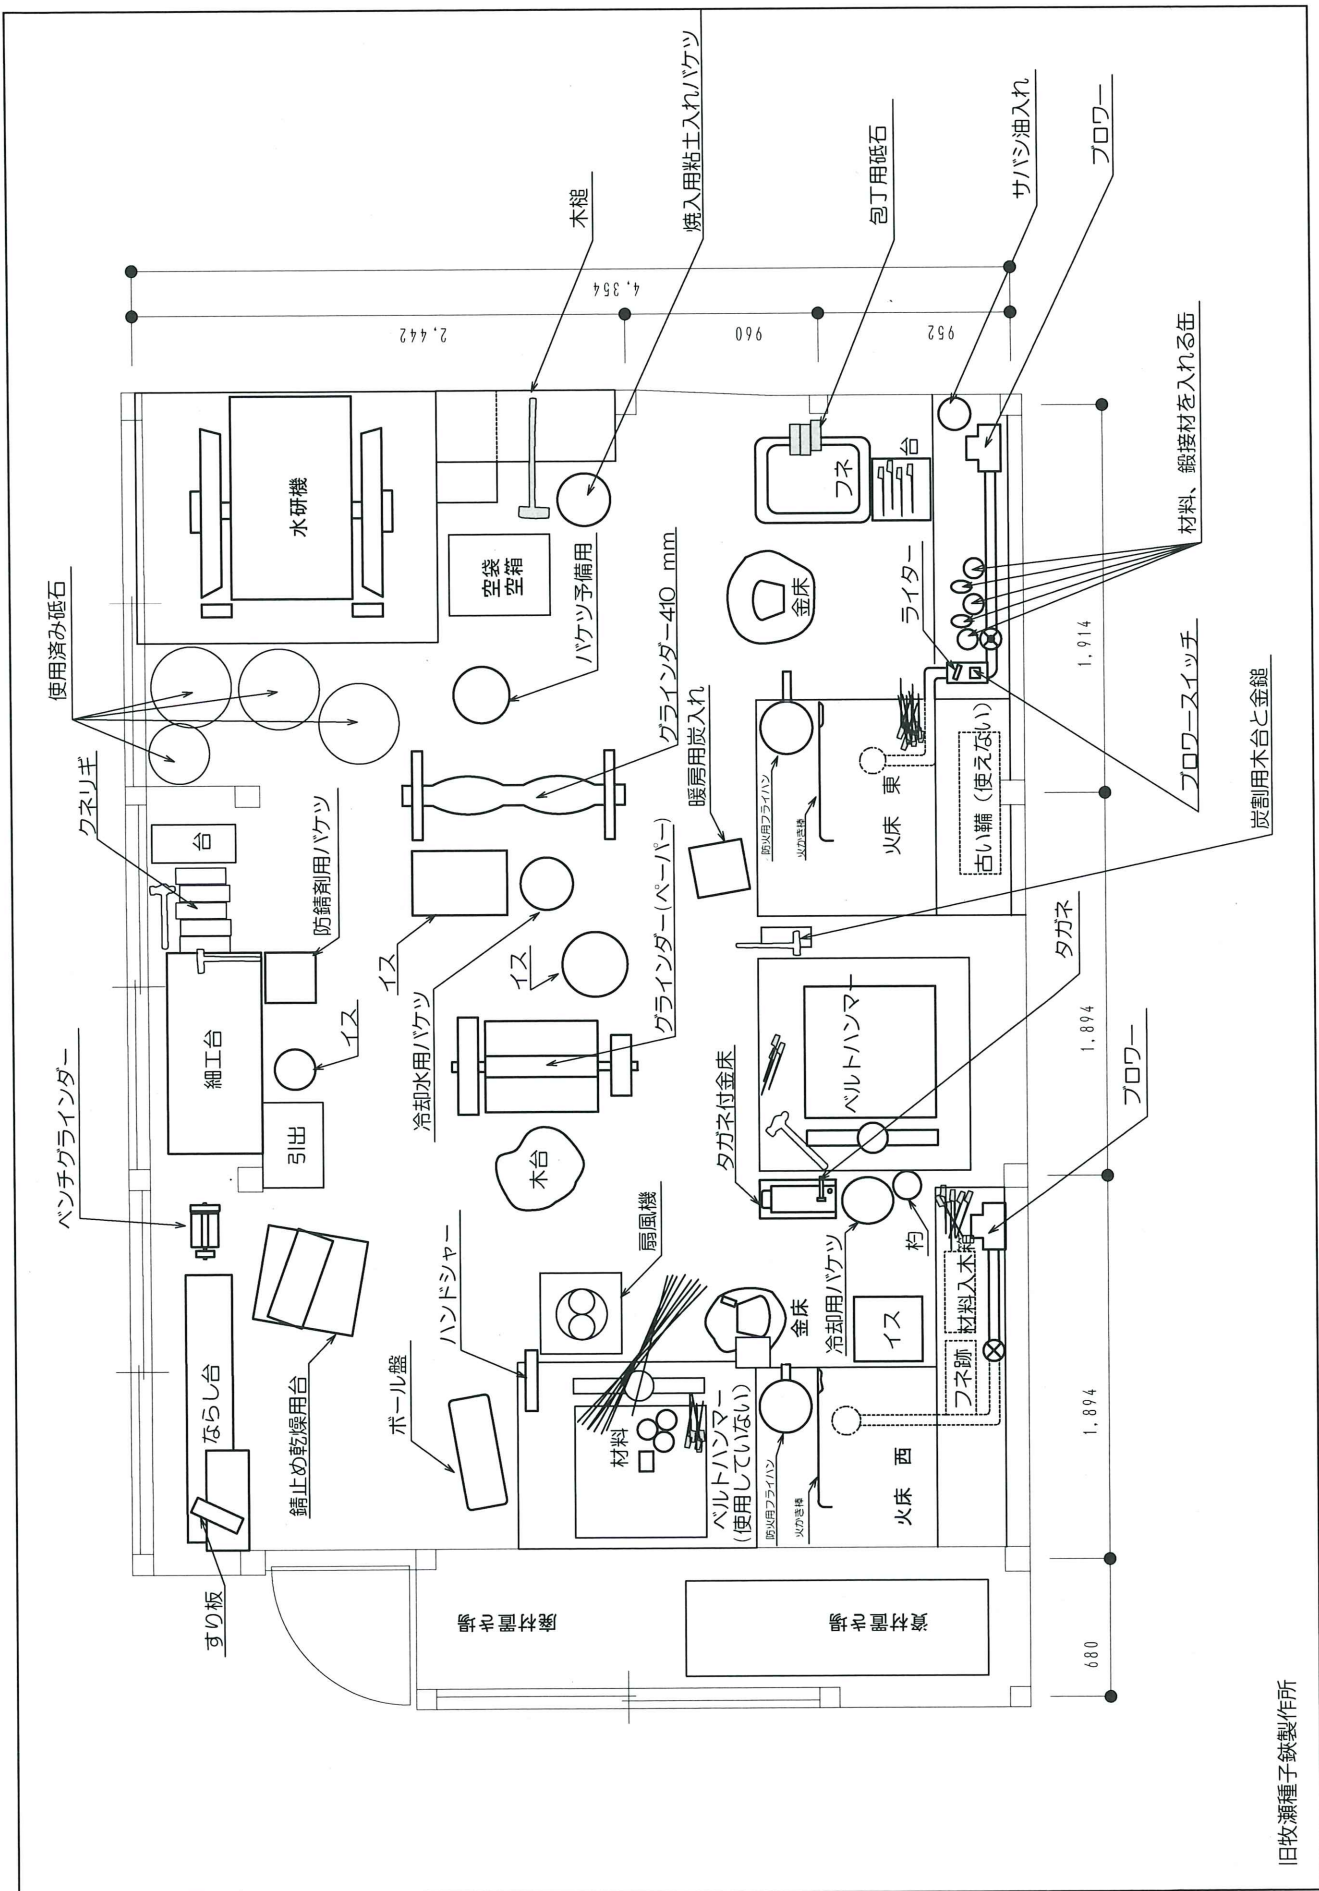 使用済み砥石
クネリギ
ベンチグラインダー
すり板
ならし台
錆止め乾燥用台
引出
細工台
イス
防錆剤用バケツ
台
水研機
木槌
焼入用粘土入れバケツ
空袋
空箱
バケツ予備用
グラインダー410 mm
イス
冷却水用バケツ
イス
グラインダー(ペーパー)
木台
扇風機
ハンドシャー
ボール盤
材料
ベルトハンマー
(使用していない)
防火用フライパン
火かき棒
火床 西
金床
冷却用バケツ
イス
杓
フネ跡
材料入木箱
ブロワー
タガネ付金床
タガネ
ベルトハンマー
炭割用木台と金鎚
暖房用炭入れ
防火用フライパン
火かき棒
火床 東
古い鞴(使えない)
ブロワースイッチ
ライター
金床
フネ
台
包丁用砥石
サバシ油入れ
ブロワー
材料、鍛接材を入れる缶
廃材置き場
資材置き場
2,442
960
952
4,354
680
1,894
1,894
1,914
旧牧瀬種子鋏製作所